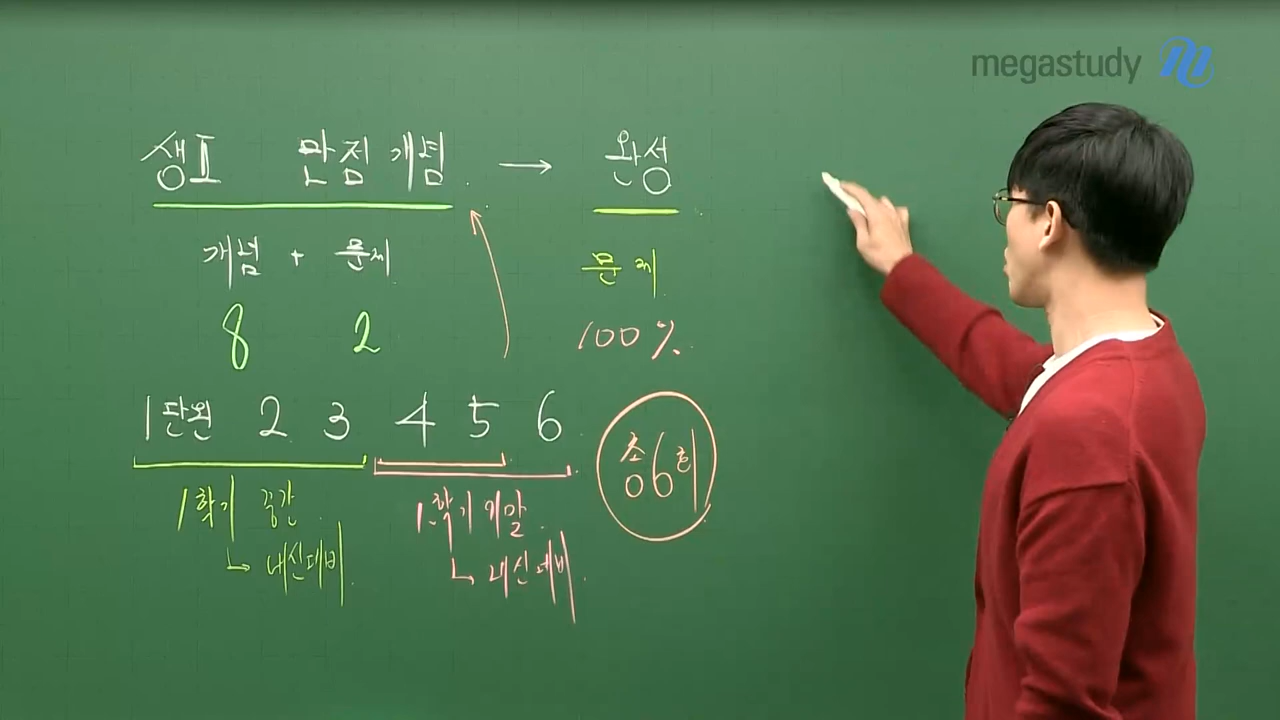 megastudy
생Ⅱ 만점 개념 → 완성
개념 + 문제 문제
8 2 100%
1단원 2 3 4 5 6 총6회
1학기 중간 1학기 기말
↳ 내신대비 ↳ 내신대비